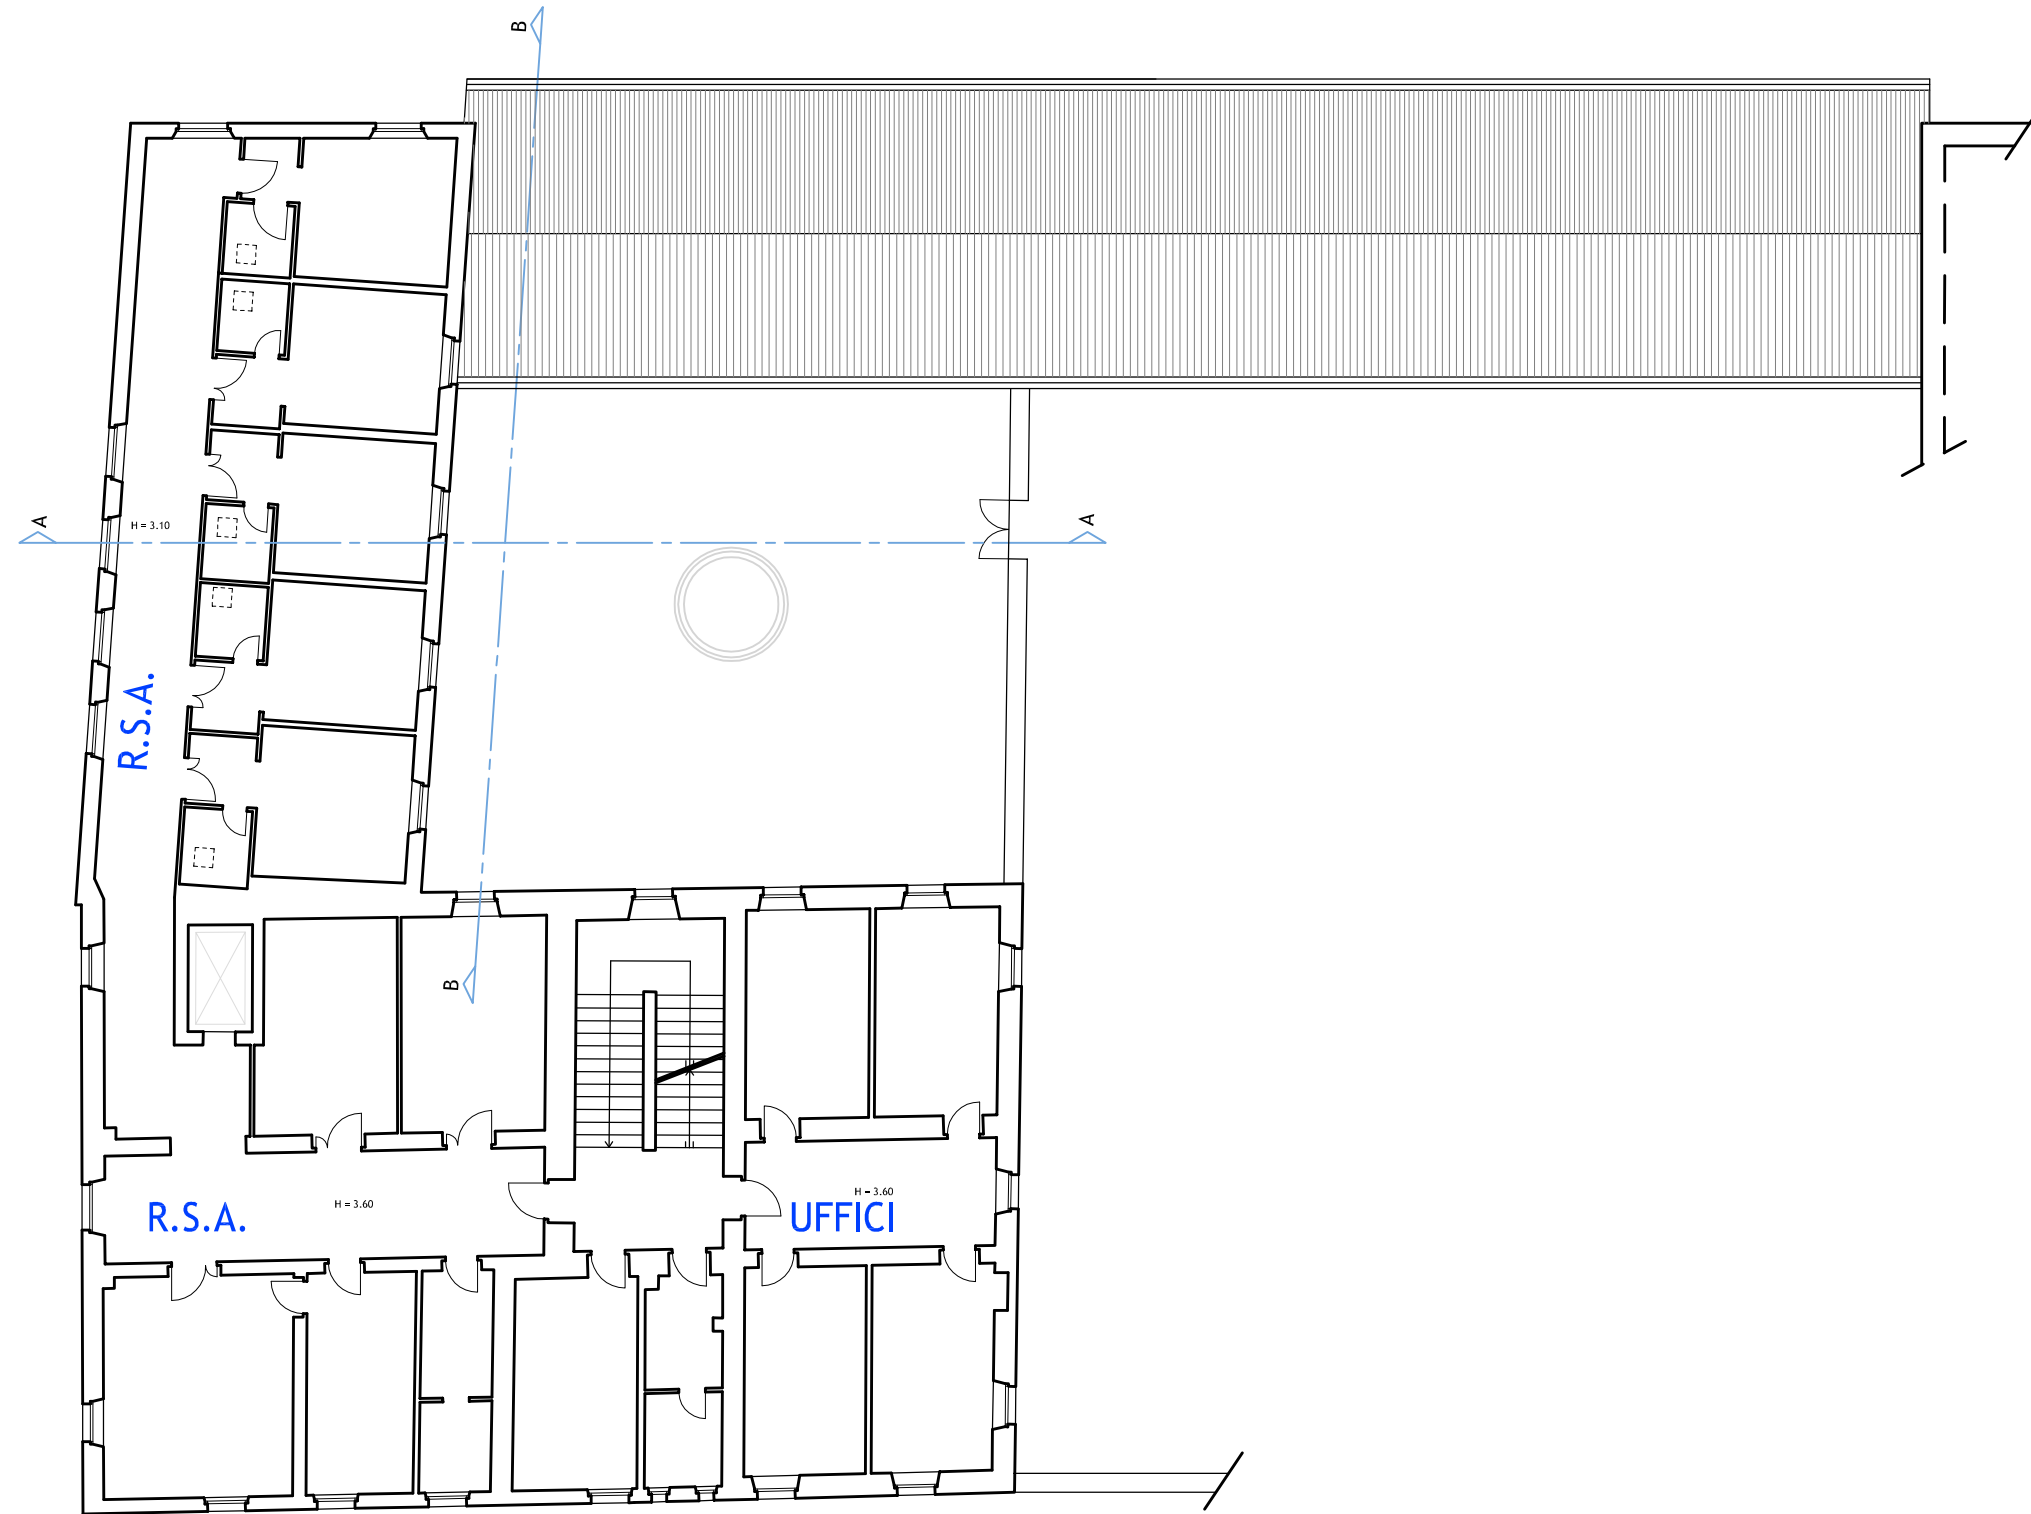 B
A
A
H = 3.10
R.S.A.
B
H = 3.60
H = 3.60
R.S.A.
UFFICI